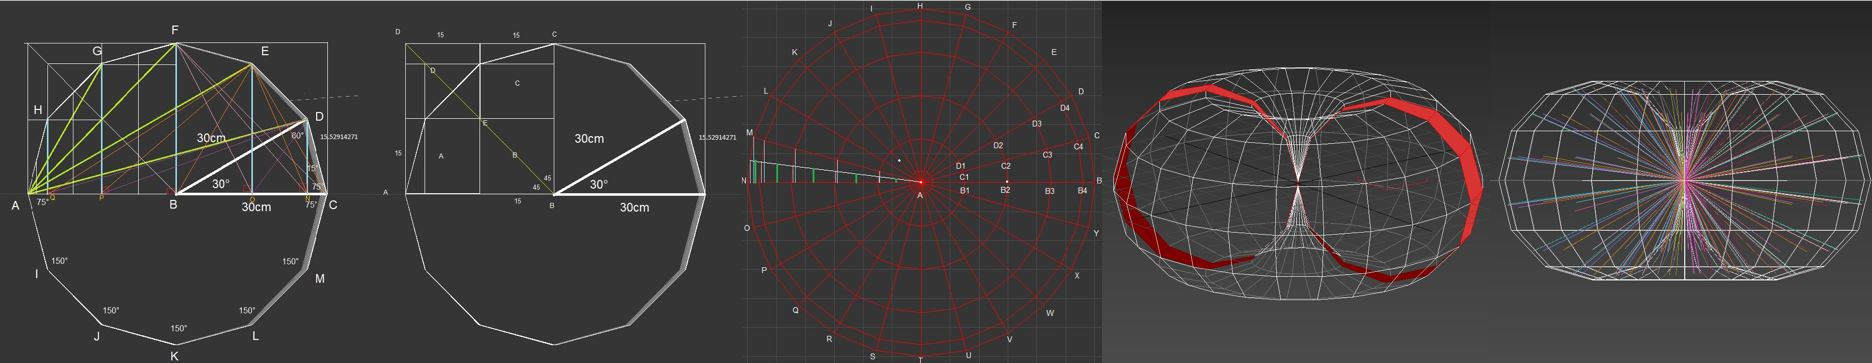 F
G
E
H
D
30cm
60°
15.52914271
15°
30°
75°
A
75°
Q
P
B
O
N
75°
C
30cm
I
150°
150°
M
J
150°
150°
150°
L
K
D
15
15
C
D
C
30cm
15.52914271
E
15
A
B
45
30°
45
A
15
B
30cm
I
H
G
J
F
K
E
L
D
D4
D3
M
C
D2
C4
C3
D1
C2
C1
N
B
B1
B2
B3
B4
A
O
Y
P
X
Q
W
R
V
S
T
U